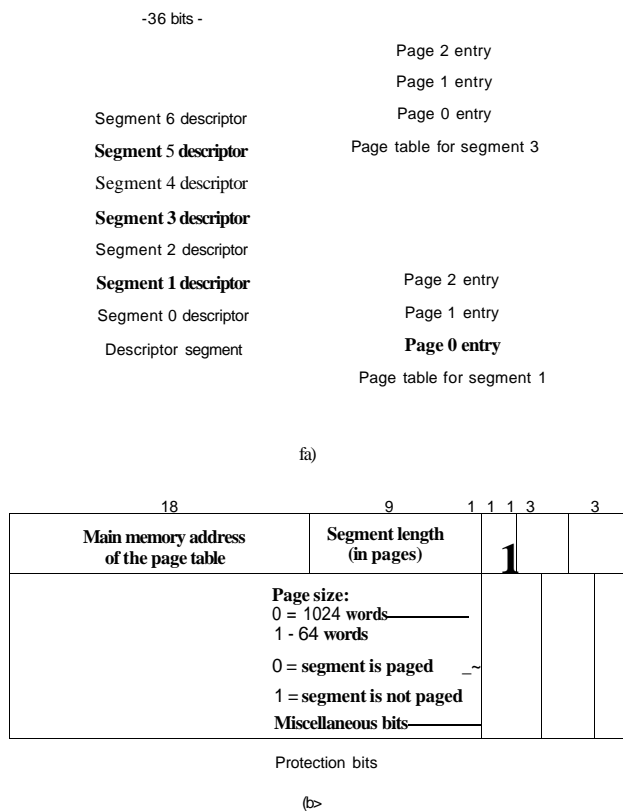 -36 bits -
Page 2 entry
Page 1 entry
Page 0 entry
Page table for segment 3
Segment 6 descriptor
Segment 5 descriptor
Segment 4 descriptor
Segment 3 descriptor
Segment 2 descriptor
Segment 1 descriptor
Segment 0 descriptor
Descriptor segment
Page 2 entry
Page 1 entry
Page 0 entry
Page table for segment 1
fa)
18 9 1 1 1 3 3
Main memory address
of the page table
Segment length
(in pages)
1
Page size:
0 = 1024 words
1 - 64 words
0 = segment is paged _~
1 = segment is not paged
Miscellaneous bits
Protection bits
(b>